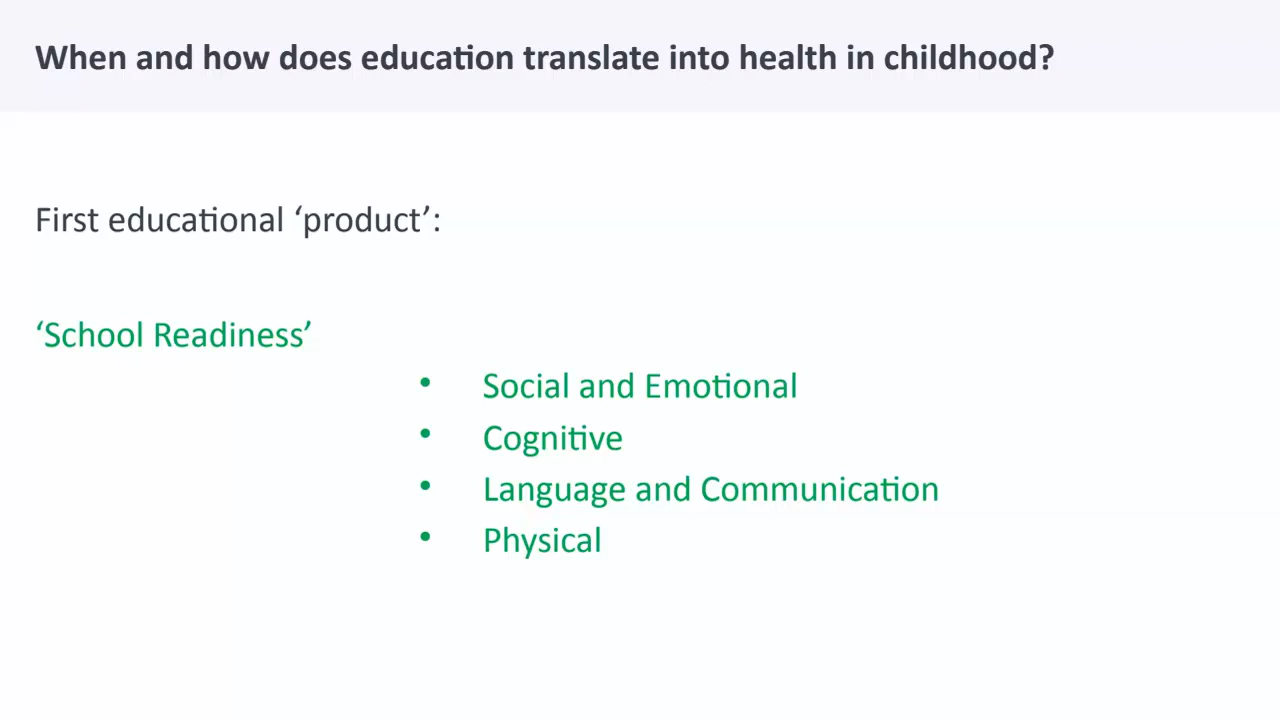 When and how does education translate into health in childhood?
First educational ‘product’:
‘School Readiness’
• Social and Emotional
• Cognitive
• Language and Communication
• Physical